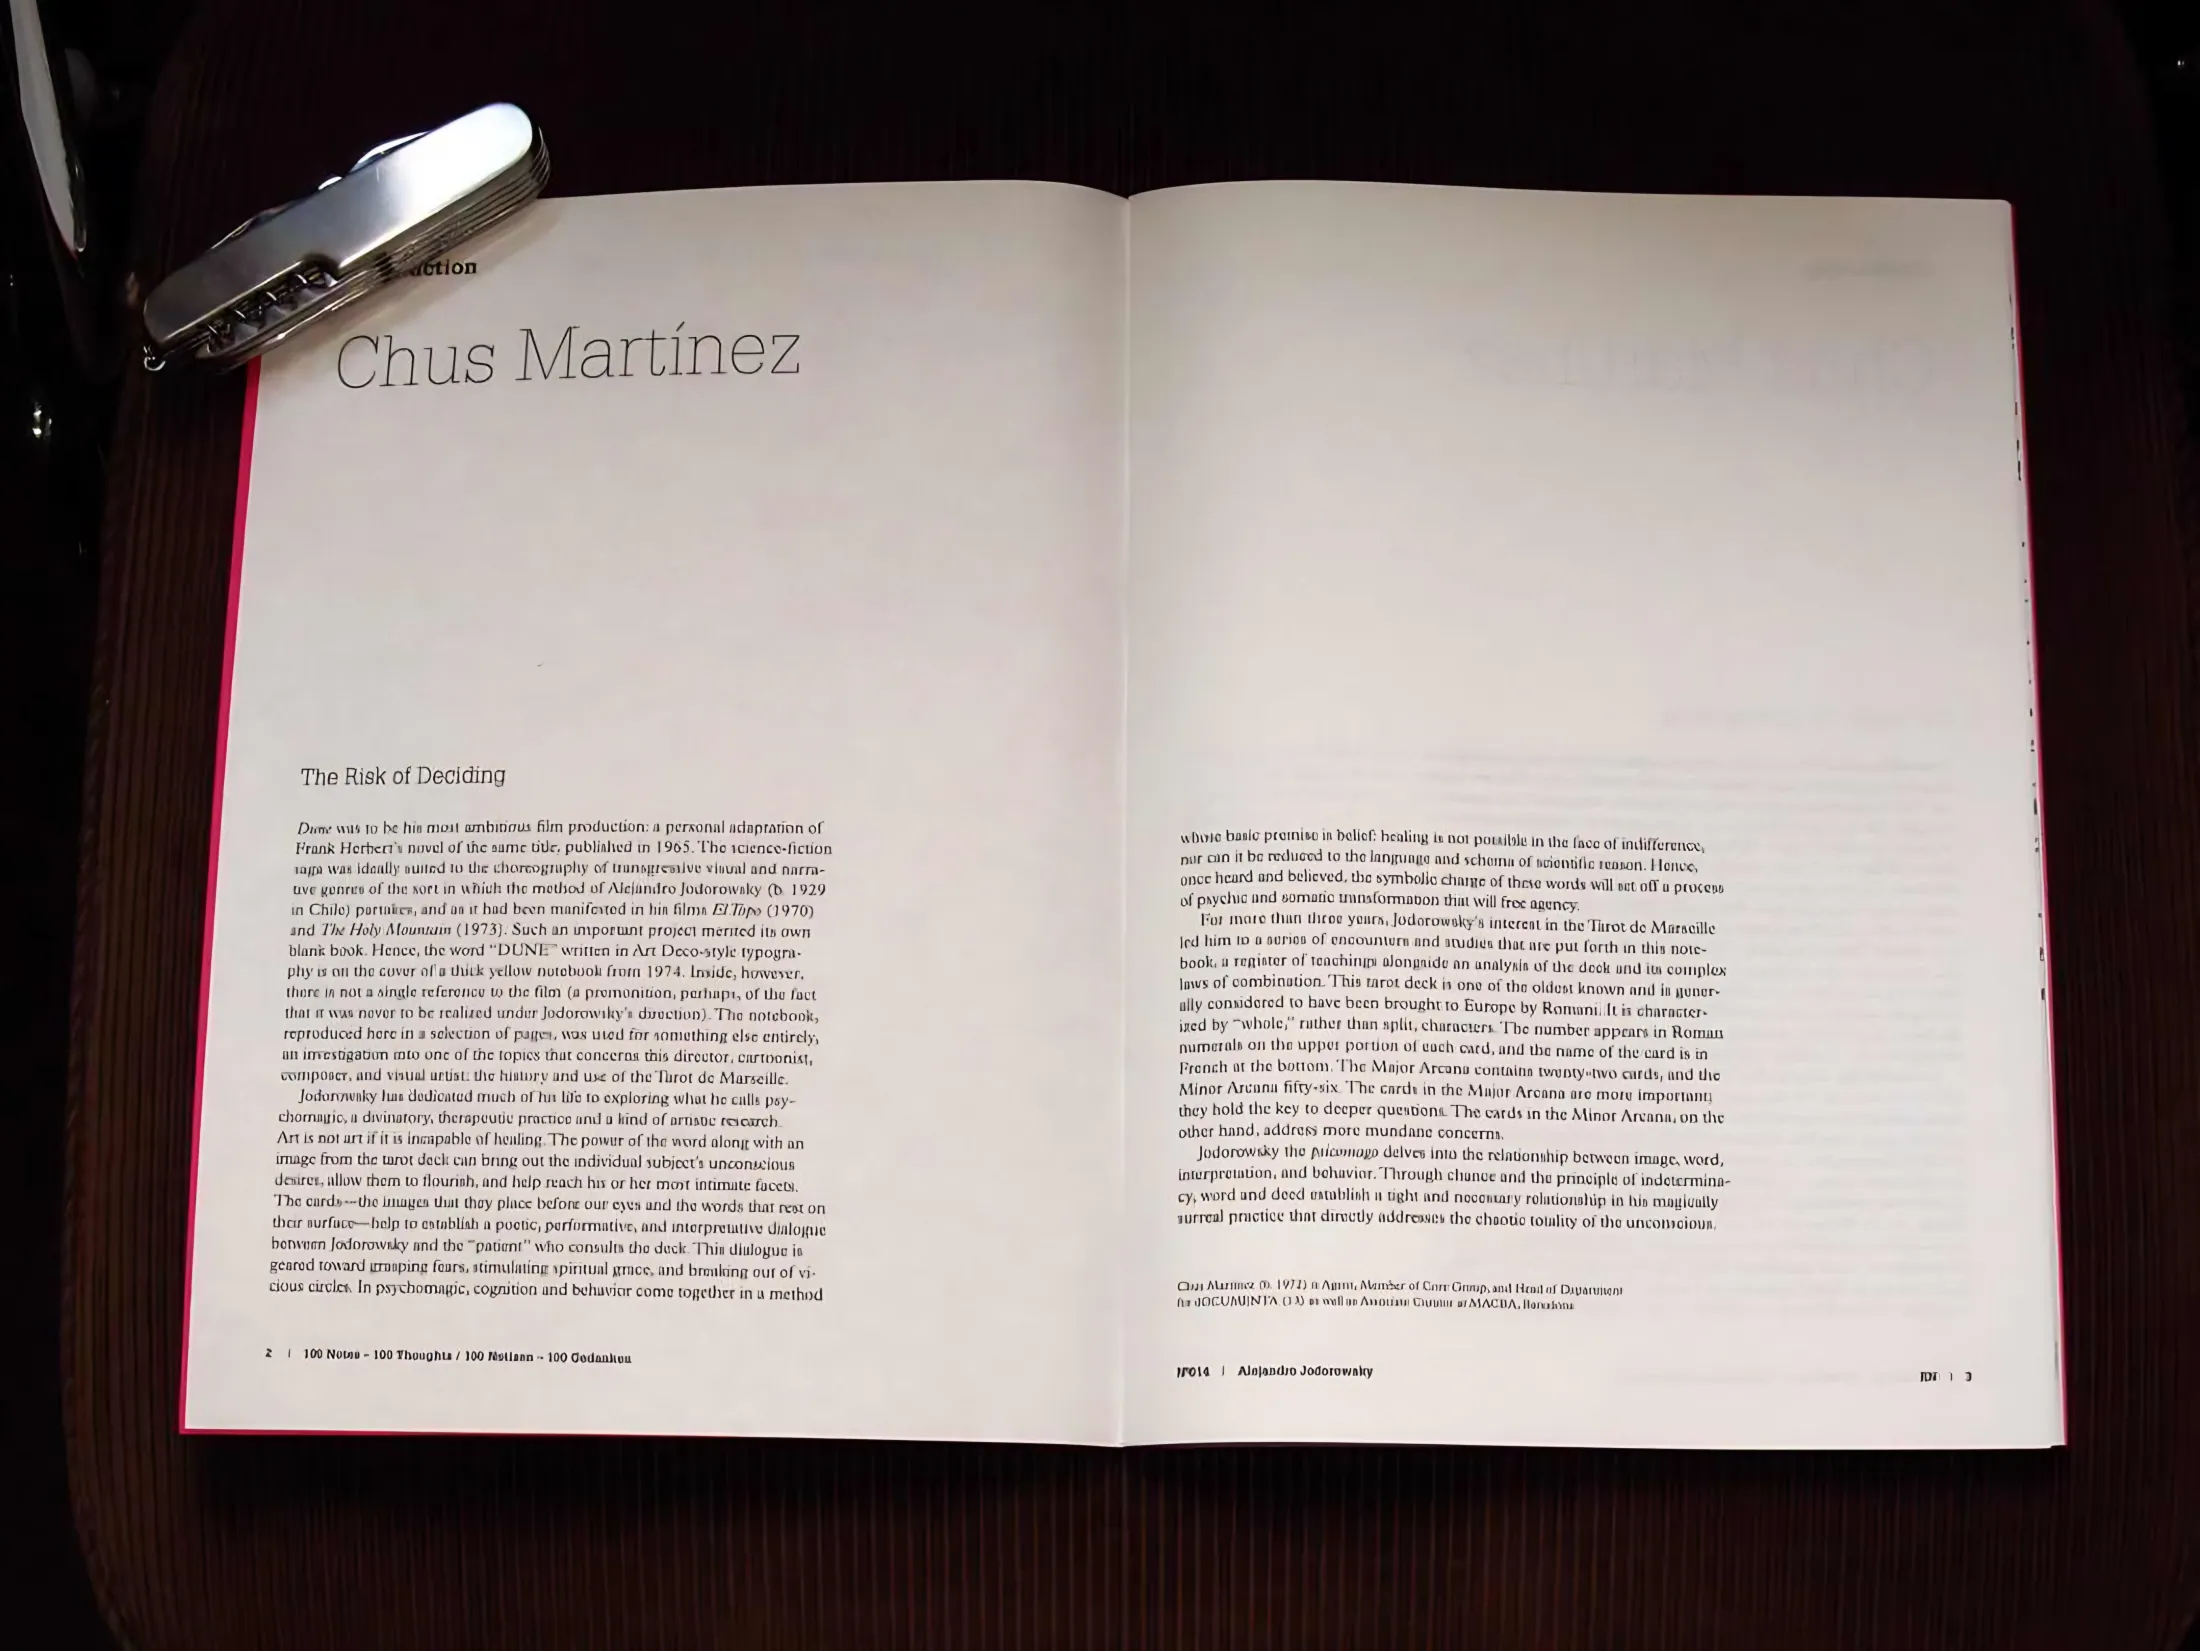 ction
Chus Martínez
The Risk of Deciding
Dune was to be his most ambitious film production: a personal adaptation of
Frank Herbert's novel of the same title, published in 1965. The science-fiction
saga was ideally suited to the choreography of transgressive visual and narra-
tive genres of the sort in which the method of Alejandro Jodorowsky (b. 1929
in Chile) partakes, and as it had been manifested in his films El Topo (1970)
and The Holy Mountain (1973). Such an important project merited its own
blank book. Hence, the word "DUNE" written in Art Deco-style typogra-
phy is on the cover of a thick yellow notebook from 1974. Inside, however,
there is not a single reference to the film (a premonition, perhaps, of the fact
that it was never to be realized under Jodorowsky's direction). The notebook,
reproduced here in a selection of pages, was used for something else entirely,
an investigation into one of the topics that concerns this director, cartoonist,
composer, and visual artist: the history and use of the Tarot de Marseille.
Jodorowsky has dedicated much of his life to exploring what he calls psy-
chomagic, a divinatory, therapeutic practice and a kind of artistic research.
Art is not art if it is incapable of healing. The power of the word along with an
image from the tarot deck can bring out the individual subject's unconscious
desires, allow them to flourish, and help reach his or her most intimate facets.
The cards—the images that they place before our eyes and the words that rest on
their surface—help to establish a poetic, performative, and interpretative dialogue
between Jodorowsky and the "patient" who consults the deck. This dialogue is
geared toward grasping fears, stimulating spiritual grace, and breaking out of vi-
cious circles. In psychomagic, cognition and behavior come together in a method
2 | 100 Notes – 100 Thoughts / 100 Notizen – 100 Gedanken
whose basic premise is belief: healing is not possible in the face of indifference,
nor can it be reduced to the language and schema of scientific reason. Hence,
once heard and believed, the symbolic charge of these words will set off a process
of psychic and somatic transformation that will free agency.
For more than three years, Jodorowsky's interest in the Tarot de Marseille
led him to a series of encounters and studies that are put forth in this note-
book, a register of teachings alongside an analysis of the deck and its complex
laws of combination. This tarot deck is one of the oldest known and is gener-
ally considered to have been brought to Europe by Romani. It is character-
ized by "whole," rather than split, characters. The number appears in Roman
numerals on the upper portion of each card, and the name of the card is in
French at the bottom. The Major Arcana contains twenty-two cards, and the
Minor Arcana fifty-six. The cards in the Major Arcana are more important;
they hold the key to deeper questions. The cards in the Minor Arcana, on the
other hand, address more mundane concerns.
Jodorowsky the psicomago delves into the relationship between image, word,
interpretation, and behavior. Through chance and the principle of indetermina-
cy, word and deed establish a tight and necessary relationship in his magically
surreal practice that directly addresses the chaotic totality of the unconscious.
Chus Martínez (b. 1972) is Agent, Member of Core Group, and Head of Department
for dOCUMENTA (13) as well as Associate Curator at MACBA, Barcelona.
Nº014 | Alejandro Jodorowsky
| 3